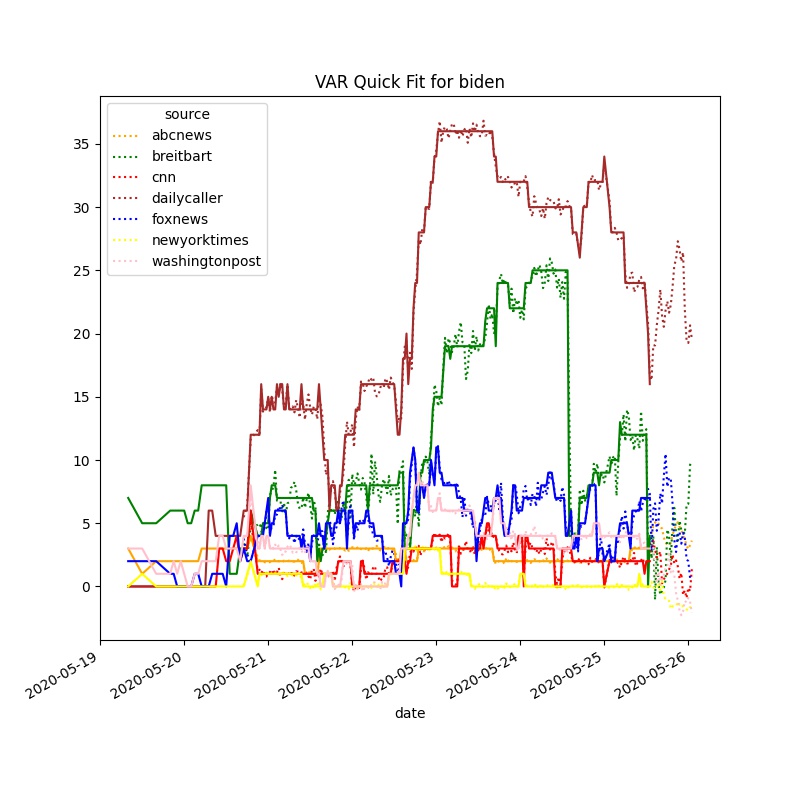 VAR Quick Fit for biden
source
abcnews
breitbart
cnn
dailycaller
foxnews
newyorktimes
washingtonpost
35
30
25
20
15
10
5
0
2020-05-19
2020-05-20
2020-05-21
2020-05-22
2020-05-23
2020-05-24
2020-05-25
2020-05-26
date